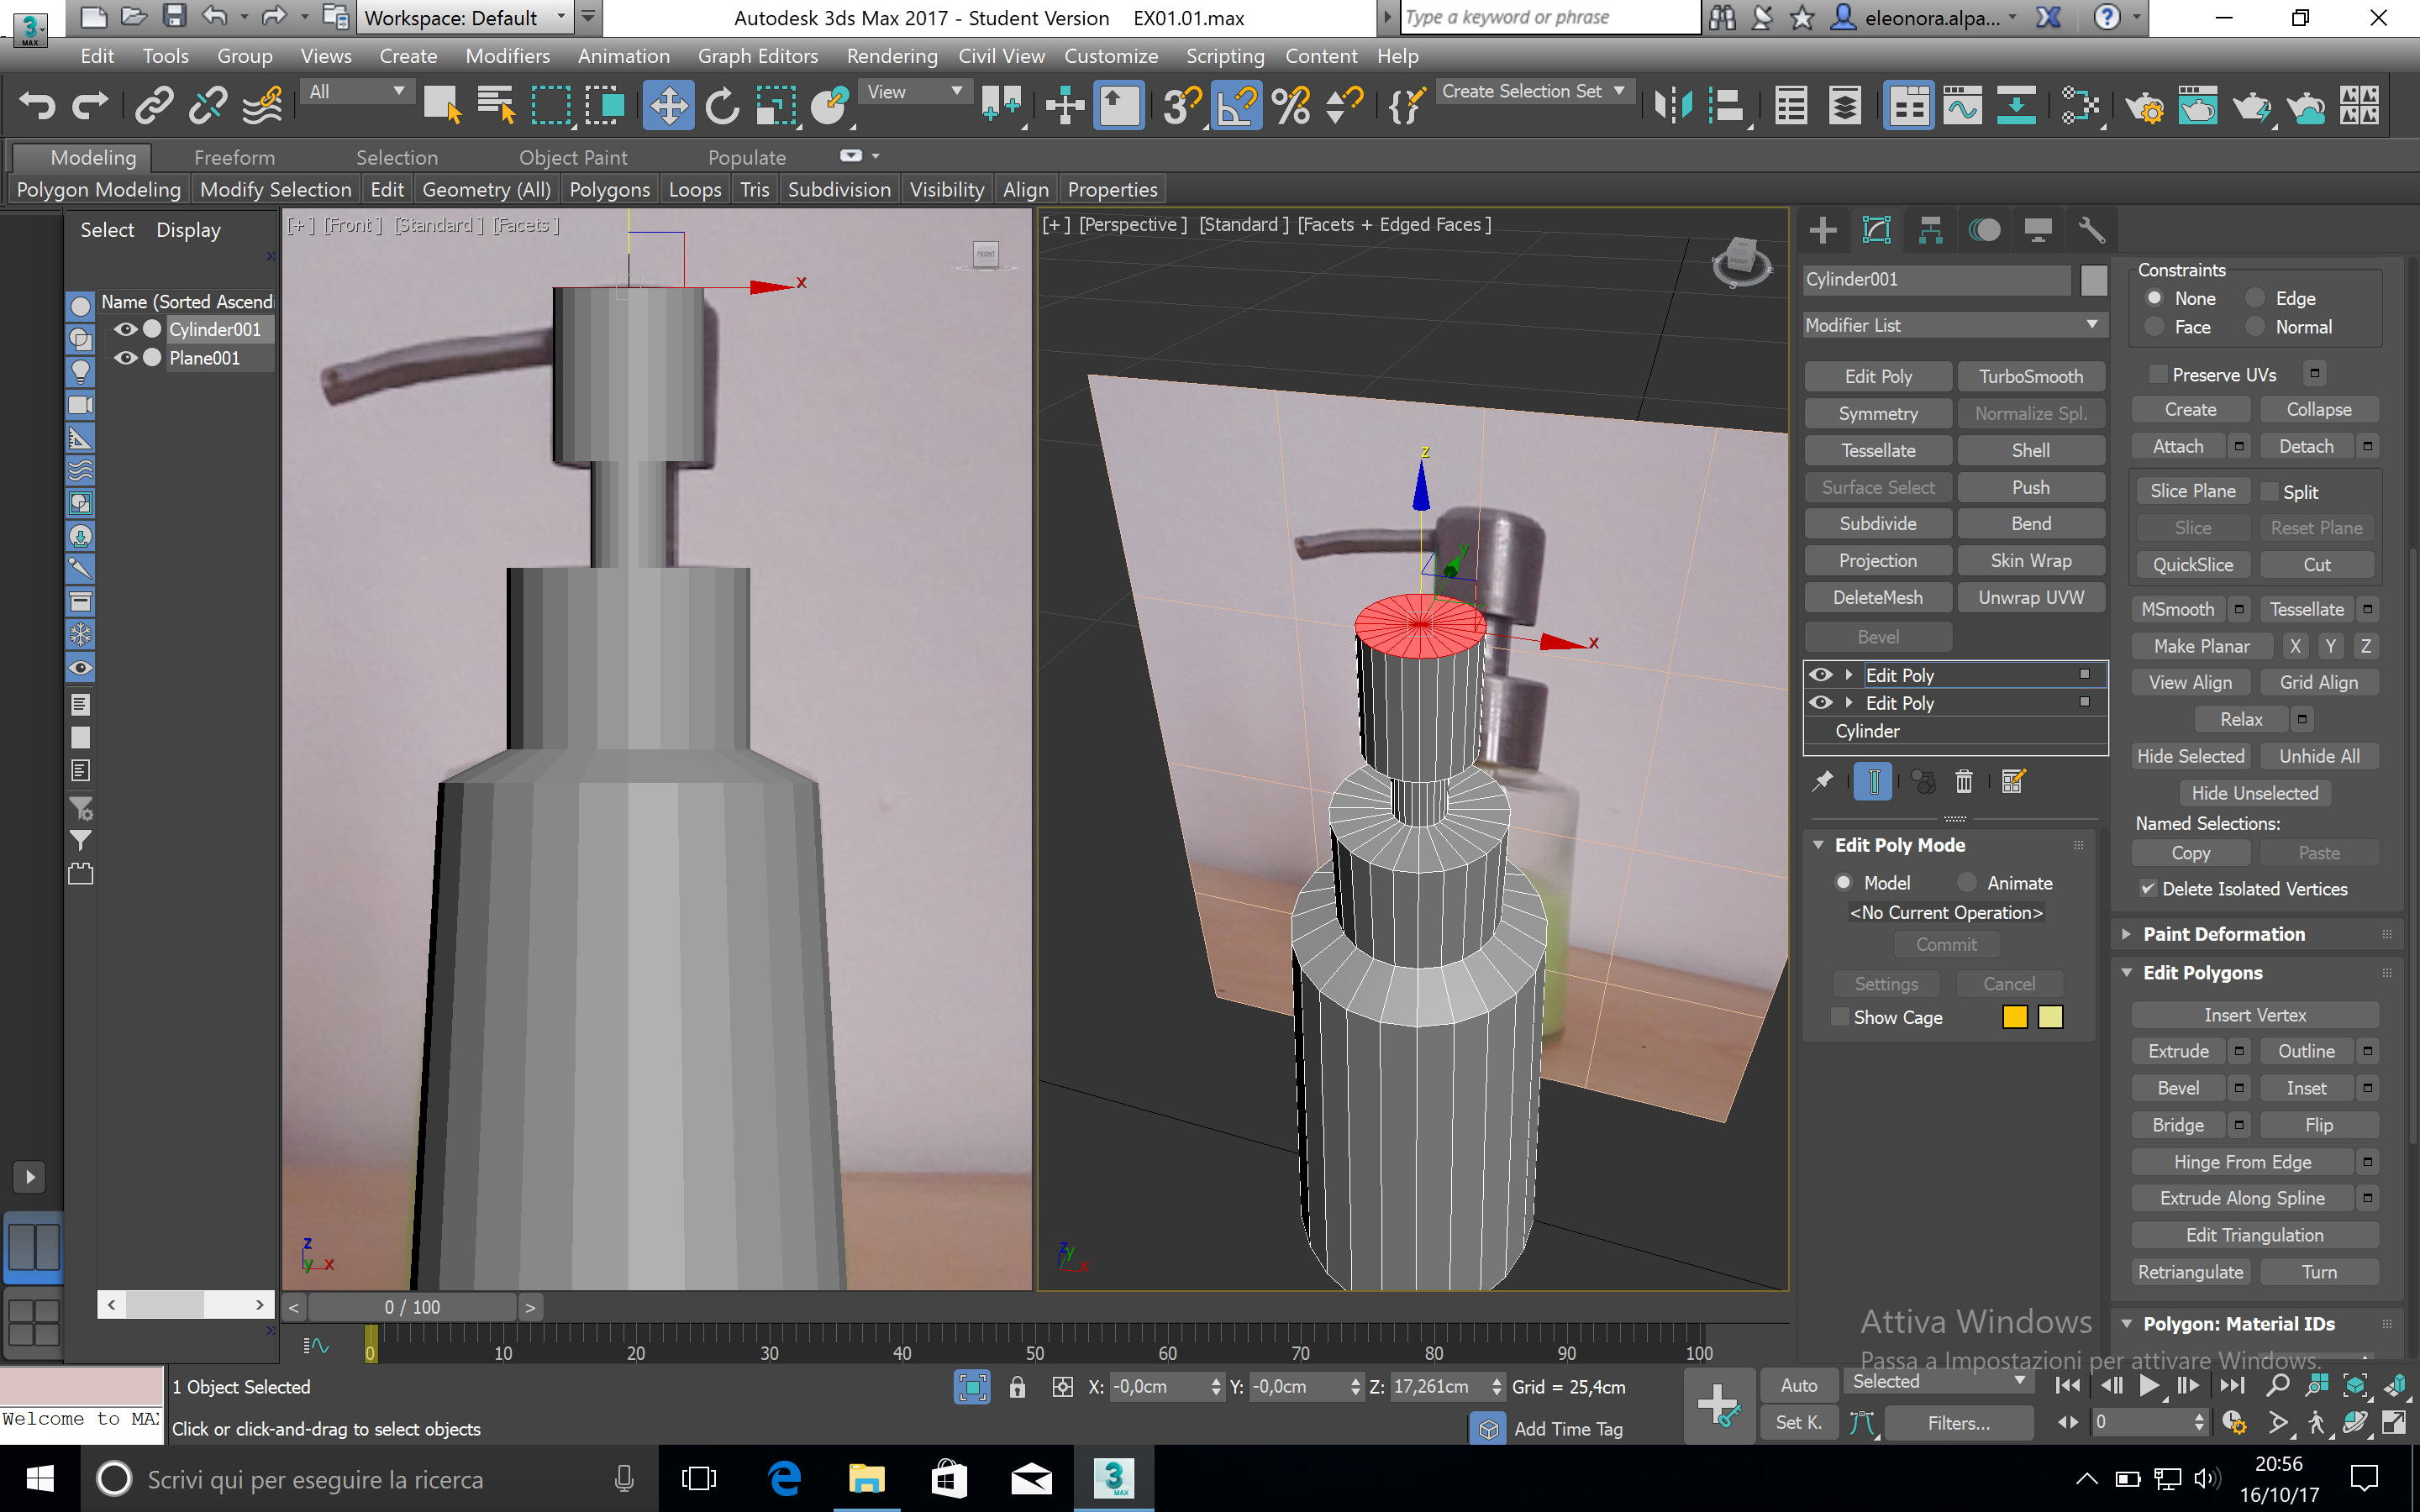 Workspace: Default
Autodesk 3ds Max 2017 - Student Version EX01.01.max
Type a keyword or phrase
eleonora.alpa...
3
MAX
Edit Tools Group Views Create Modifiers Animation Graph Editors Rendering Civil View Customize Scripting Content Help
All
View
Create Selection Set
Modeling Freeform Selection Object Paint Populate
Polygon Modeling Modify Selection Edit Geometry (All) Polygons Loops Tris Subdivision Visibility Align Properties
Select Display
Name (Sorted Ascendi
Cylinder001
Plane001
[+] [Front ] [Standard ] [Facets ]
FRONT
x
z
y x
[+] [Perspective ] [Standard ] [Facets + Edged Faces ]
z
y
x
Cylinder001
Modifier List
Edit Poly TurboSmooth
Symmetry Normalize Spl.
Tessellate Shell
Surface Select Push
Subdivide Bend
Projection Skin Wrap
DeleteMesh Unwrap UVW
Bevel
Edit Poly
Edit Poly
Cylinder
Edit Poly Mode
Model Animate
<No Current Operation>
Commit
Settings Cancel
Show Cage
Constraints
None Edge
Face Normal
Preserve UVs
Create Collapse
Attach Detach
Slice Plane Split
Slice Reset Plane
QuickSlice Cut
MSmooth Tessellate
Make Planar X Y Z
View Align Grid Align
Relax
Hide Selected Unhide All
Hide Unselected
Named Selections:
Copy Paste
Delete Isolated Vertices
Paint Deformation
Edit Polygons
Insert Vertex
Extrude Outline
Bevel Inset
Bridge Flip
Hinge From Edge
Extrude Along Spline
Edit Triangulation
Retriangulate Turn
Polygon: Material IDs
Attiva Windows
Passa a Impostazioni per attivare Windows.
0 / 100
0 10 20 30 40 50 60 70 80 90 100
1 Object Selected
X: -0,0cm Y: -0,0cm Z: 17,261cm Grid = 25,4cm
Auto Selected
Welcome to MAX
Click or click-and-drag to select objects
Add Time Tag
Set K. Filters... 0
Scrivi qui per eseguire la ricerca
20:56
16/10/17